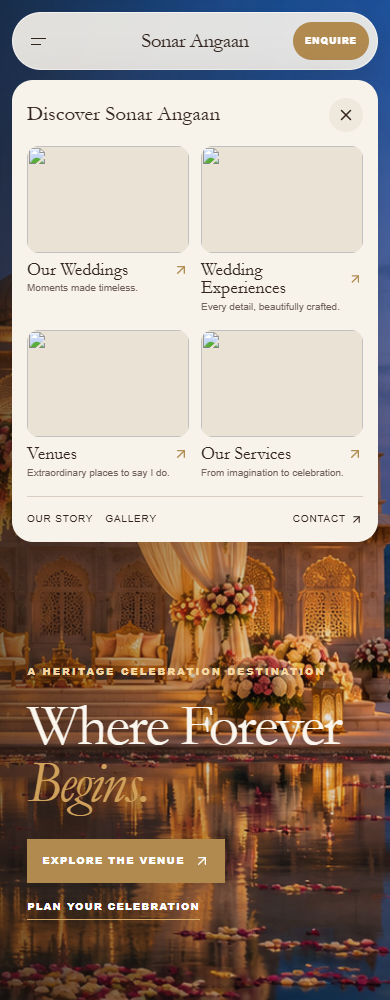 Sonar Angaan
ENQUIRE
Discover Sonar Angaan
Our Weddings
Moments made timeless.
Wedding
Experiences
Every detail, beautifully crafted.
Venues
Extraordinary places to say I do.
Our Services
From imagination to celebration.
OUR STORY GALLERY CONTACT
A HERITAGE CELEBRATION DESTINATION
Where Forever
Begins.
EXPLORE THE VENUE
PLAN YOUR CELEBRATION